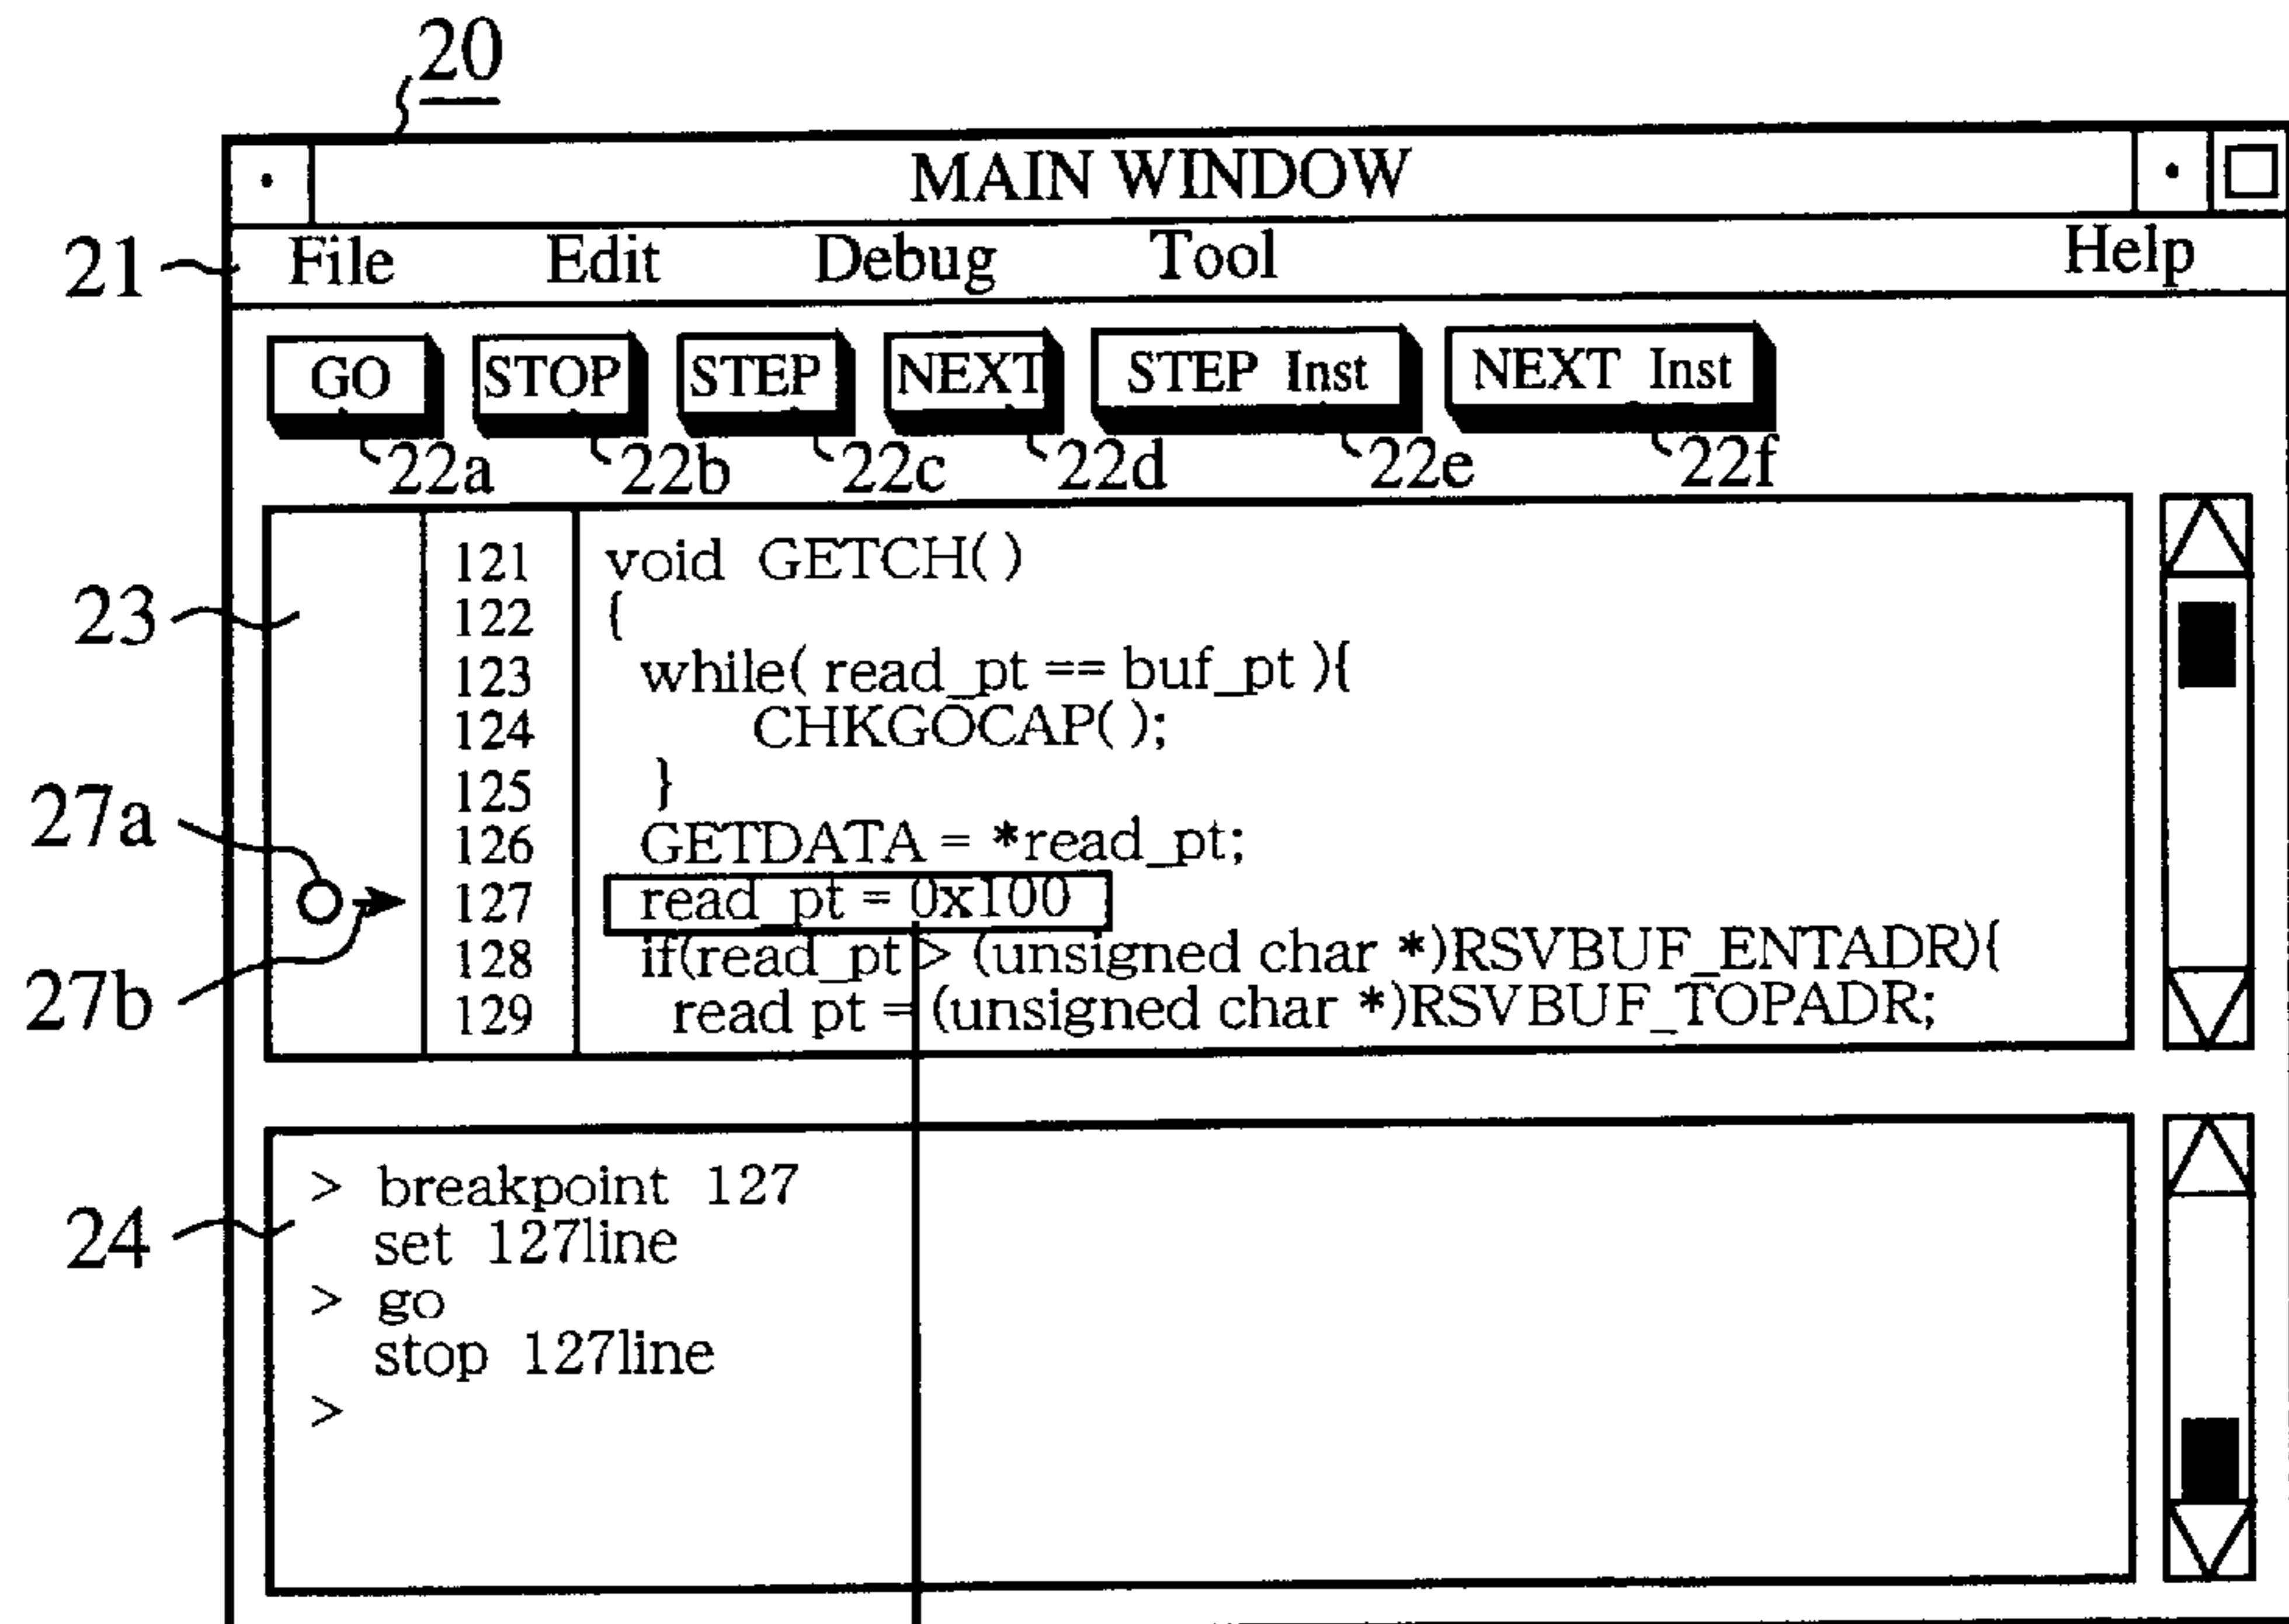 20
MAIN WINDOW
21 File Edit Debug Tool Help
GO STOP STEP NEXT STEP Inst NEXT Inst
22a 22b 22c 22d 22e 22f
23
121 void GETCH()
122 {
123 while( read_pt == buf_pt ){
124 CHKGOCAP();
125 }
126 GETDATA = *read_pt;
27a
127 read_pt = 0x100
27b
128 if(read_pt > (unsigned char *)RSVBUF_ENTADR){
129 read pt = (unsigned char *)RSVBUF_TOPADR;
24
> breakpoint 127
set 127line
> go
stop 127line
>